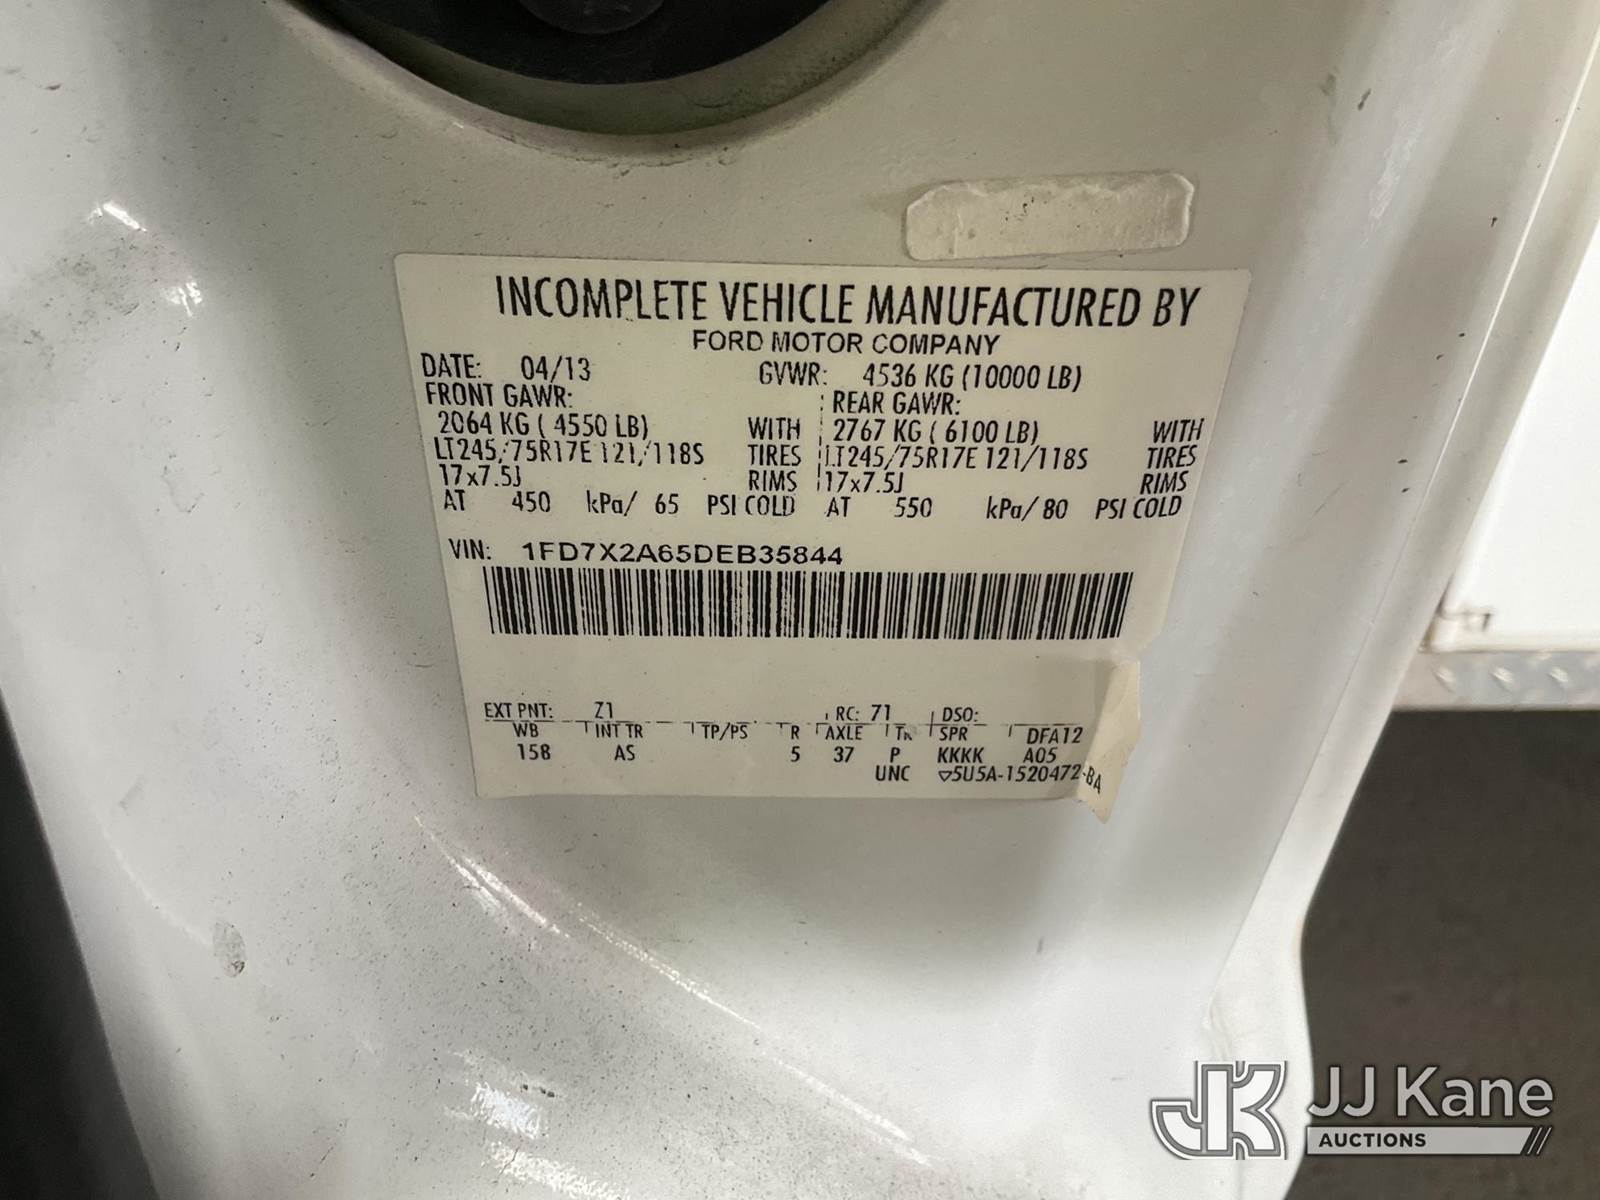 INCOMPLETE VEHICLE MANUFACTURED BY
FORD MOTOR COMPANY
DATE: 04/13 GVWR: 4536 KG (10000 LB)
FRONT GAWR: REAR GAWR:
2064 KG ( 4550 LB) WITH 2767 KG ( 6100 LB) WITH
LT245/75R17E 121/118S TIRES LT245/75R17E 121/118S TIRES
17x7.5J RIMS 17x7.5J RIMS
AT 450 kPa/ 65 PSI COLD AT 550 kPa/ 80 PSI COLD
VIN: 1FD7X2A65DEB35844
EXT PNT: Z1 RC: 71 DSO:
WB INT TR TP/PS R AXLE TR SPR DFA12
158 AS 5 37 P KKKK A05
UNC ▽5U5A-1520472-BA
JK JJ Kane
AUCTIONS